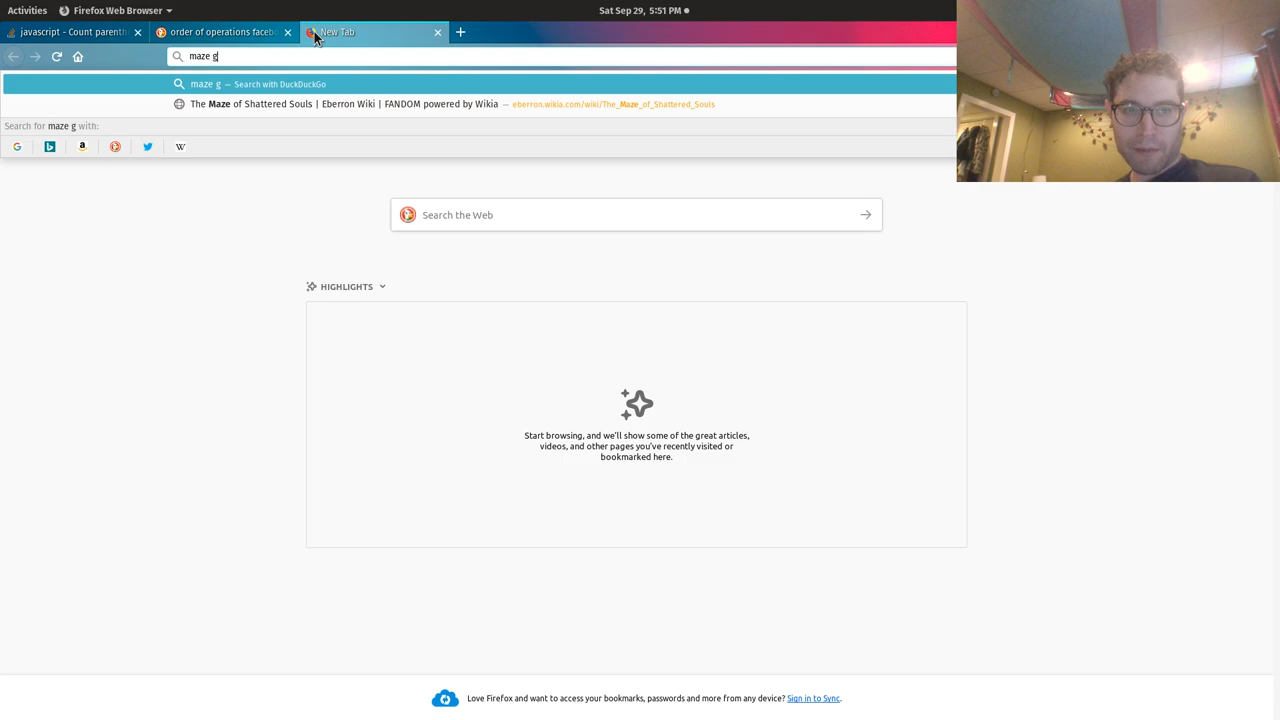 Activities Firefox Web Browser Sat Sep 29, 5:51 PM
javascript - Count parenth order of operations faceb New Tab
maze g
maze g — Search with DuckDuckGo
The Maze of Shattered Souls | Eberron Wiki | FANDOM powered by Wikia — eberron.wikia.com/wiki/The_Maze_of_Shattered_Souls
Search for maze g with:
Search the Web
HIGHLIGHTS
Start browsing, and we'll show some of the great articles,
videos, and other pages you've recently visited or
bookmarked here.
Love Firefox and want to access your bookmarks, passwords and more from any device? Sign in to Sync.